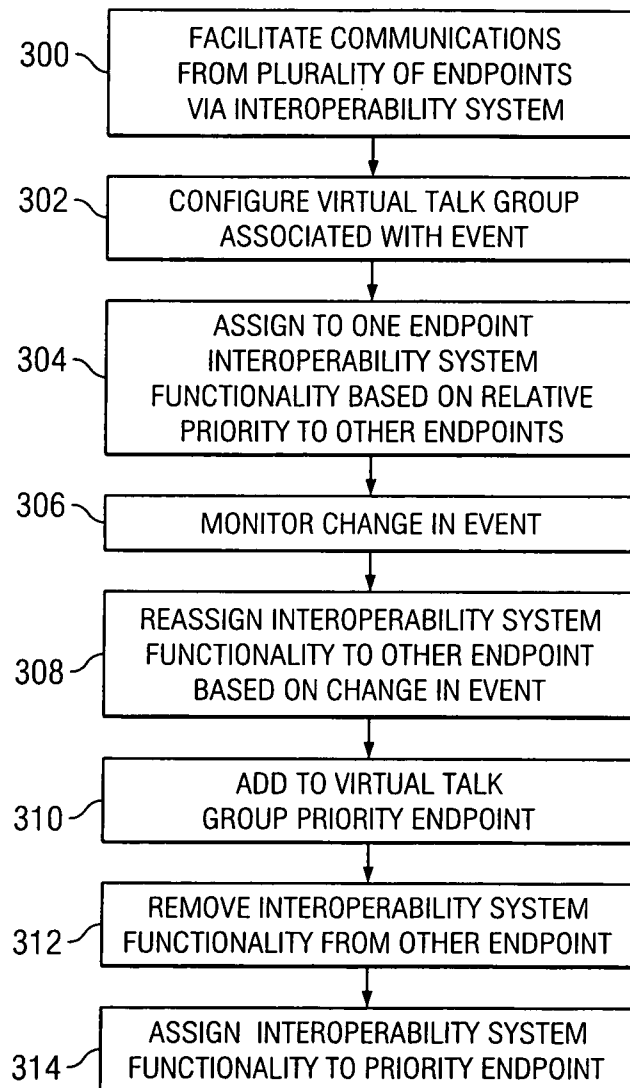 300
FACILITATE COMMUNICATIONS
FROM PLURALITY OF ENDPOINTS
VIA INTEROPERABILITY SYSTEM
302
CONFIGURE VIRTUAL TALK GROUP
ASSOCIATED WITH EVENT
304
ASSIGN TO ONE ENDPOINT
INTEROPERABILITY SYSTEM
FUNCTIONALITY BASED ON RELATIVE
PRIORITY TO OTHER ENDPOINTS
306
MONITOR CHANGE IN EVENT
308
REASSIGN INTEROPERABILITY SYSTEM
FUNCTIONALITY TO OTHER ENDPOINT
BASED ON CHANGE IN EVENT
310
ADD TO VIRTUAL TALK
GROUP PRIORITY ENDPOINT
312
REMOVE INTEROPERABILITY SYSTEM
FUNCTIONALITY FROM OTHER ENDPOINT
314
ASSIGN INTEROPERABILITY SYSTEM
FUNCTIONALITY TO PRIORITY ENDPOINT